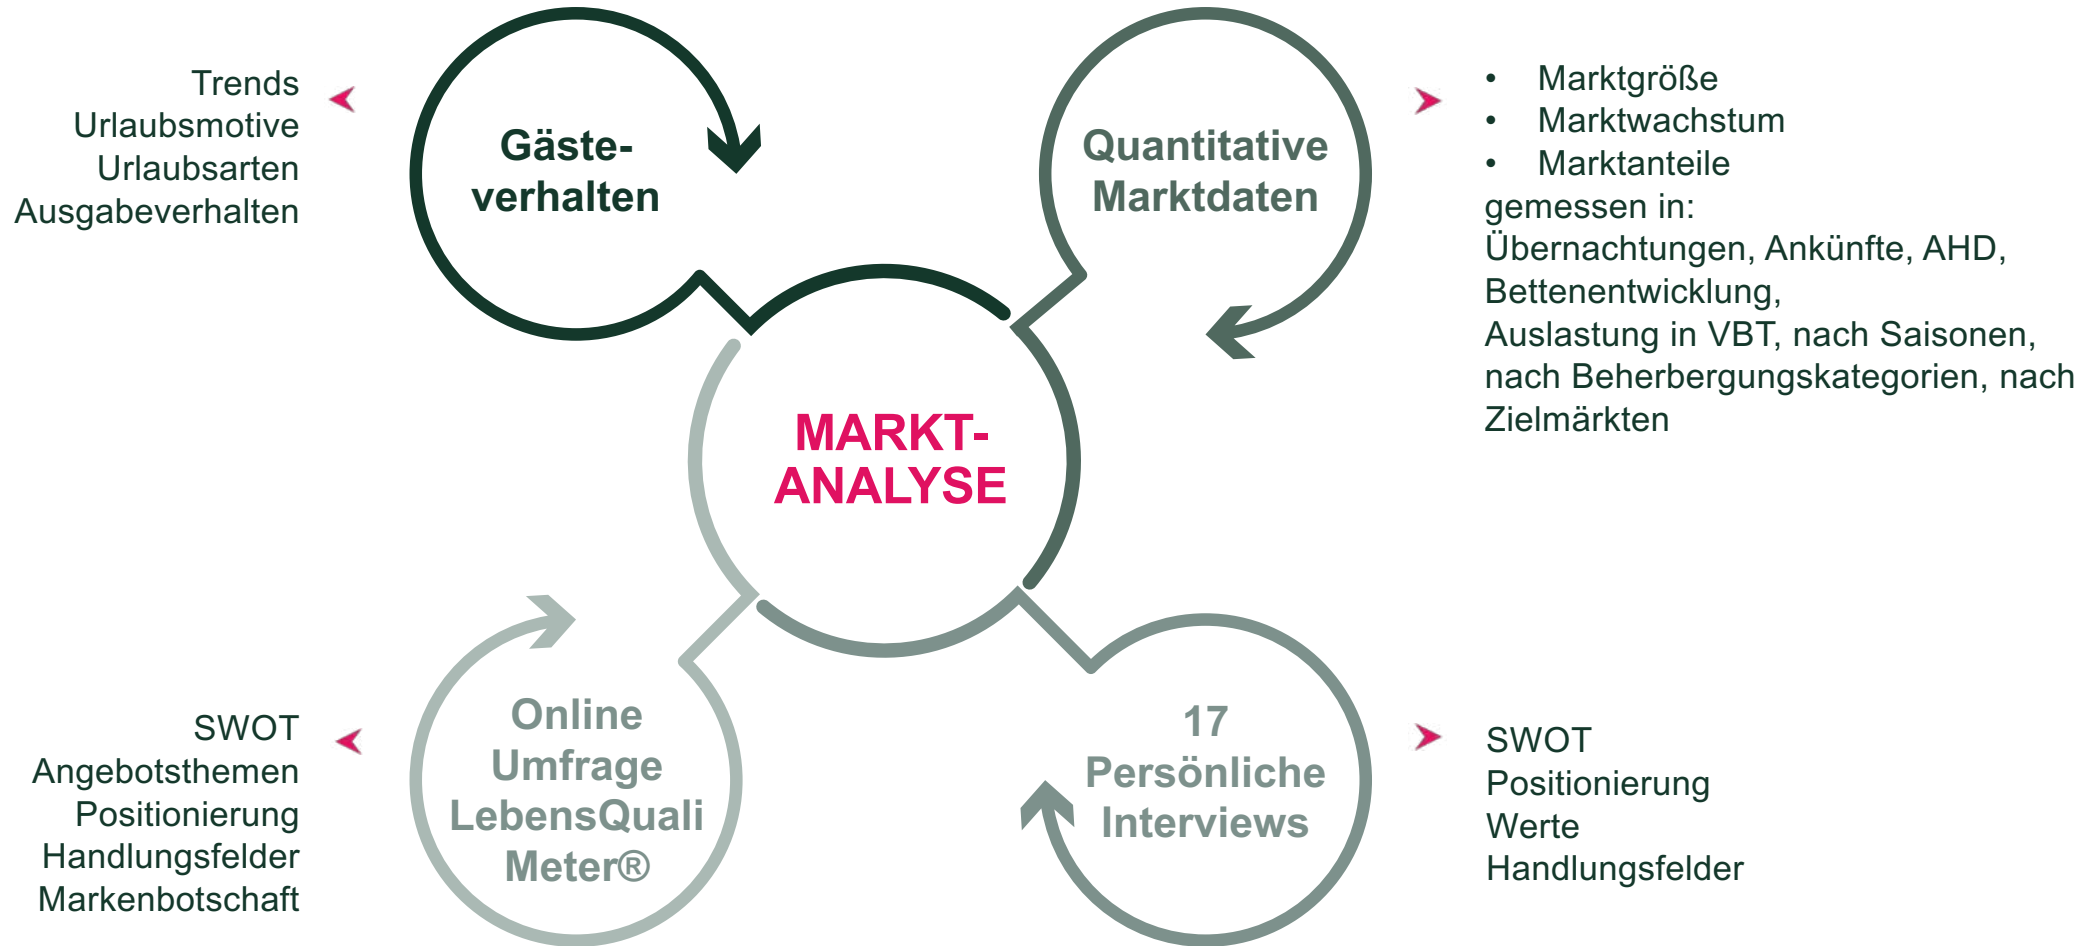 Trends
Urlaubsmotive
Urlaubsarten
Ausgabeverhalten
Gäste-
verhalten
Quantitative
Marktdaten
• Marktgröße
• Marktwachstum
• Marktanteile
gemessen in:
Übernachtungen, Ankünfte, AHD,
Bettenentwicklung,
Auslastung in VBT, nach Saisonen,
nach Beherbergungskategorien, nach
Zielmärkten
MARKT-
ANALYSE
SWOT
Angebotsthemen
Positionierung
Handlungsfelder
Markenbotschaft
Online
Umfrage
LebensQuali
Meter®
17
Persönliche
Interviews
SWOT
Positionierung
Werte
Handlungsfelder